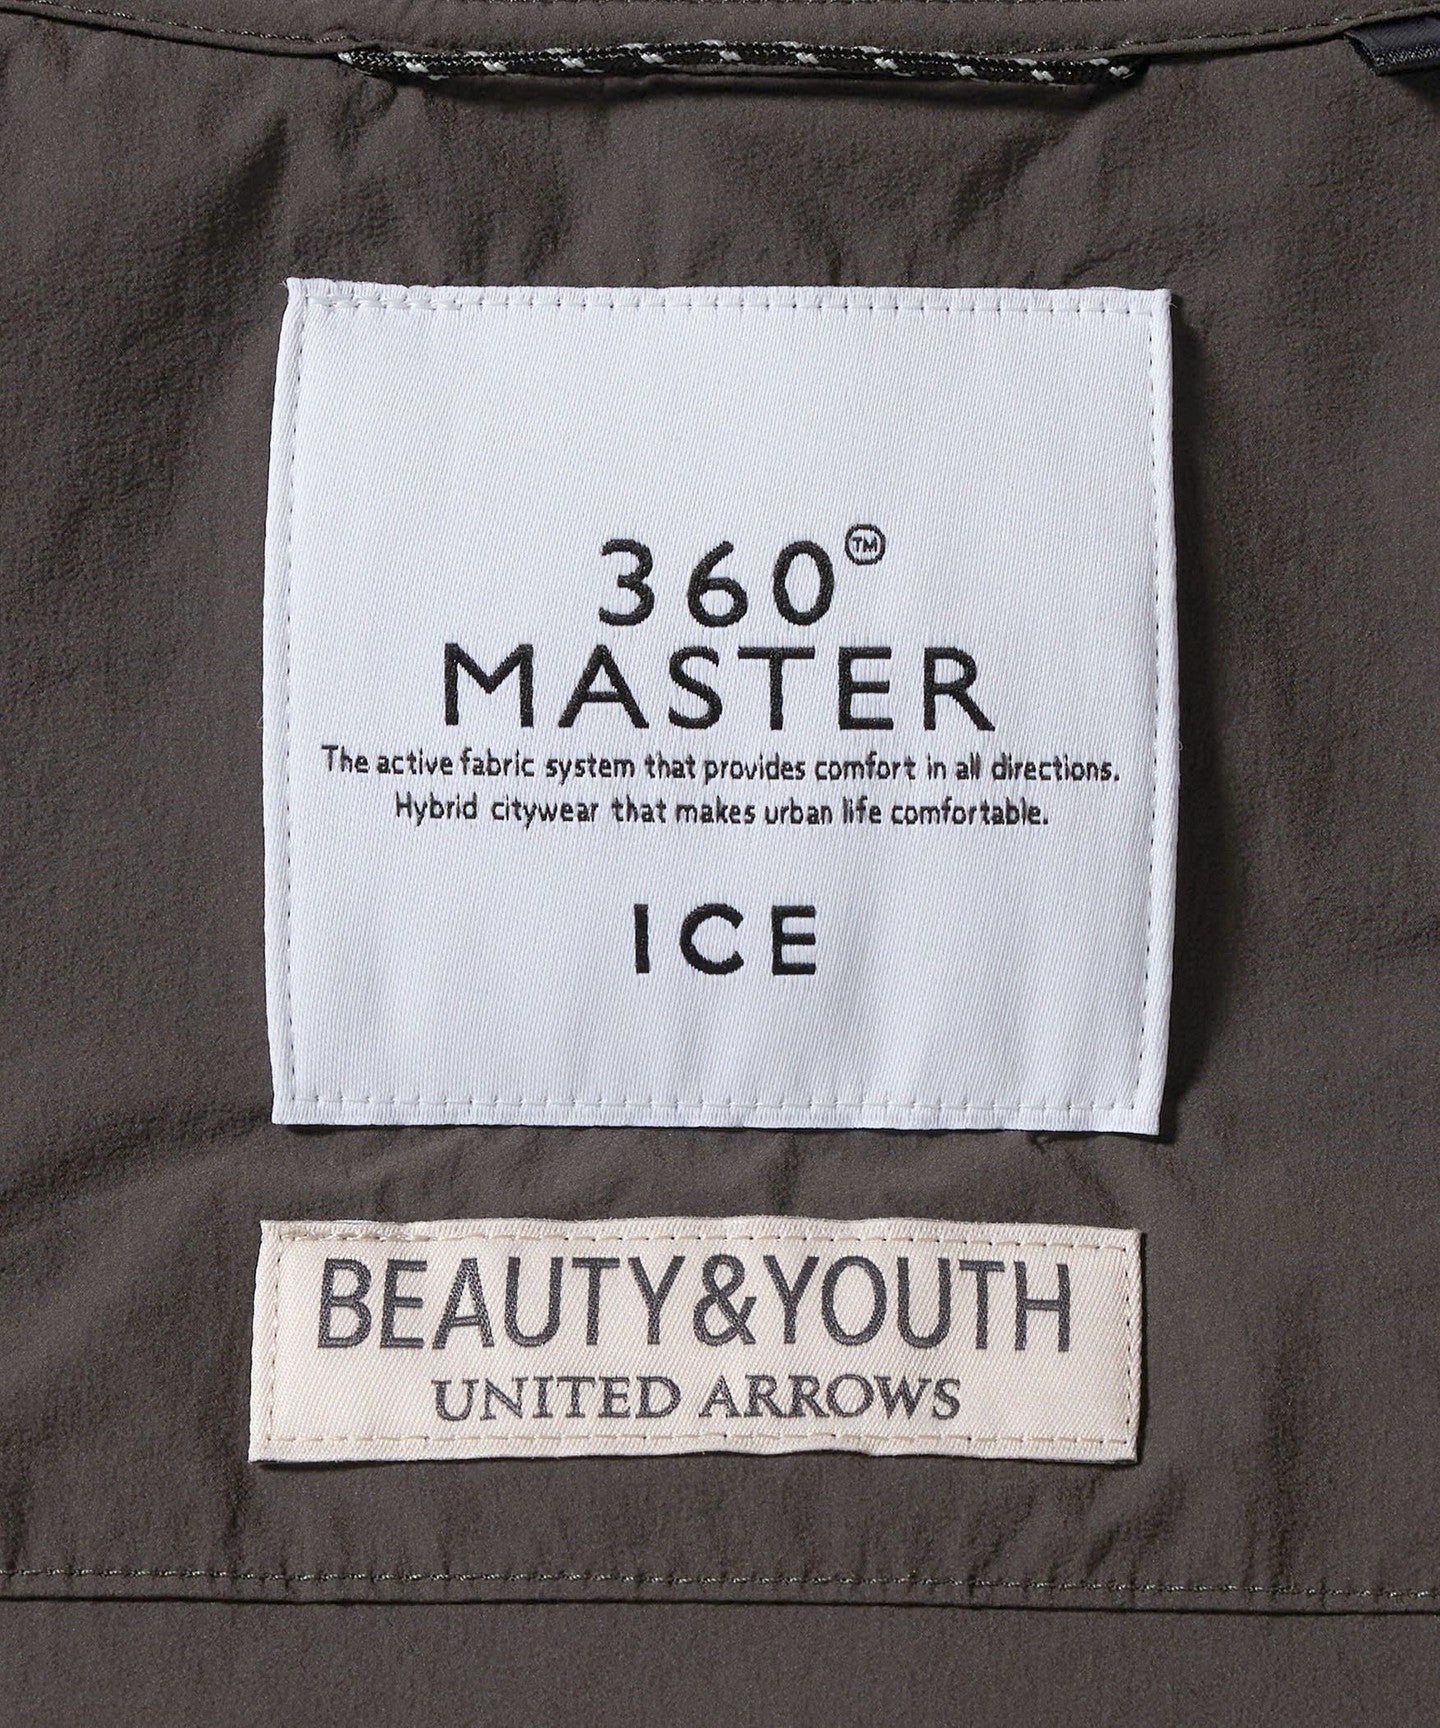 360™
MASTER
The active fabric system that provides comfort in all directions.
Hybrid citywear that makes urban life comfortable.
ICE
BEAUTY&YOUTH
UNITED ARROWS